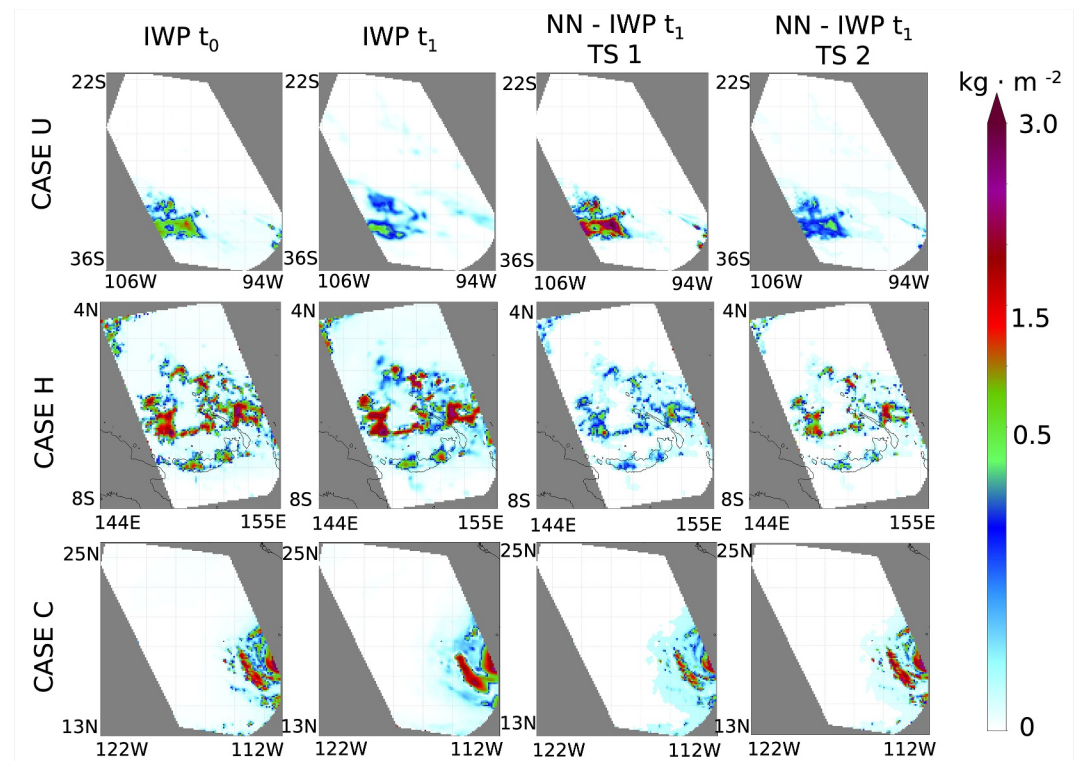 IWP t₀
IWP t₁
NN - IWP t₁
TS 1
NN - IWP t₁
TS 2
kg · m ⁻²
CASE U
22S
36S
106W
94W
22S
36S
106W
94W
22S
36S
106W
94W
22S
36S
106W
94W
3.0
1.5
0.5
0
CASE H
4N
8S
144E
155E
4N
8S
144E
155E
4N
8S
144E
155E
4N
8S
144E
155E
CASE C
25N
13N
122W
112W
25N
13N
122W
112W
25N
13N
122W
112W
25N
13N
122W
112W